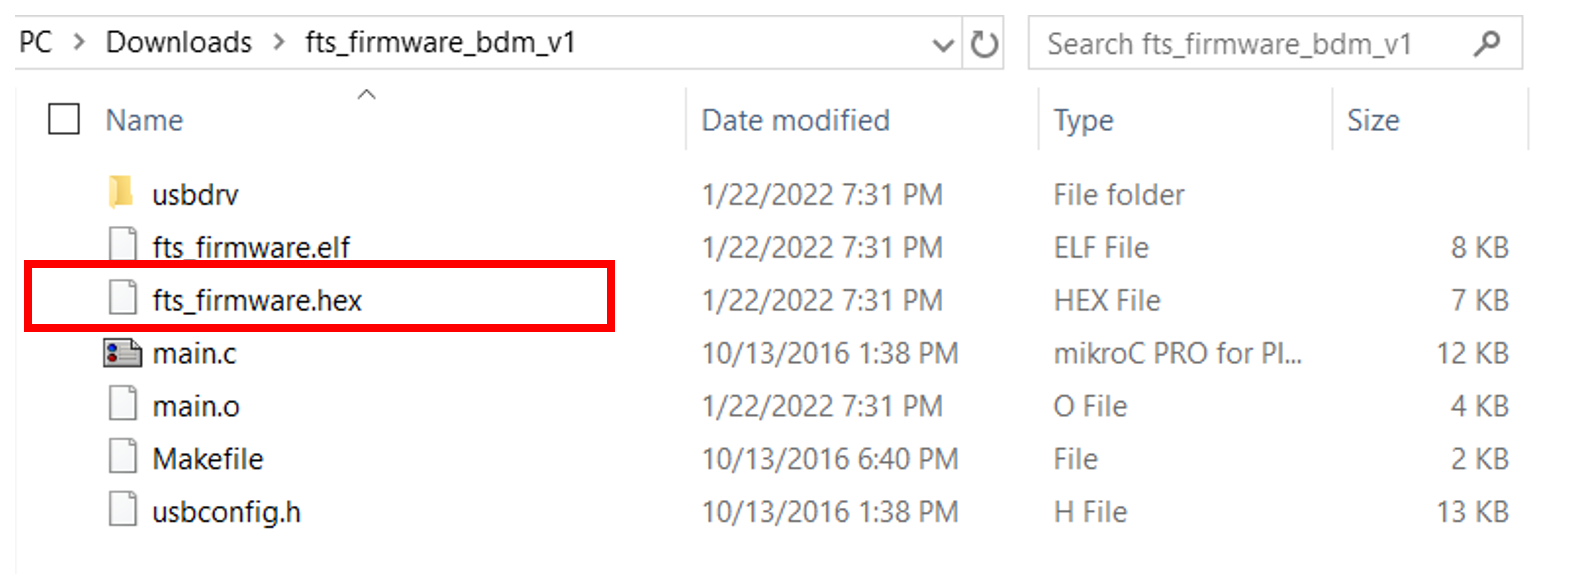 PC > Downloads > fts_firmware_bdm_v1 Search fts_firmware_bdm_v1
Name Date modified Type Size
usbdrv 1/22/2022 7:31 PM File folder
fts_firmware.elf 1/22/2022 7:31 PM ELF File 8 KB
fts_firmware.hex 1/22/2022 7:31 PM HEX File 7 KB
main.c 10/13/2016 1:38 PM mikroC PRO for PI... 12 KB
main.o 1/22/2022 7:31 PM O File 4 KB
Makefile 10/13/2016 6:40 PM File 2 KB
usbconfig.h 10/13/2016 1:38 PM H File 13 KB